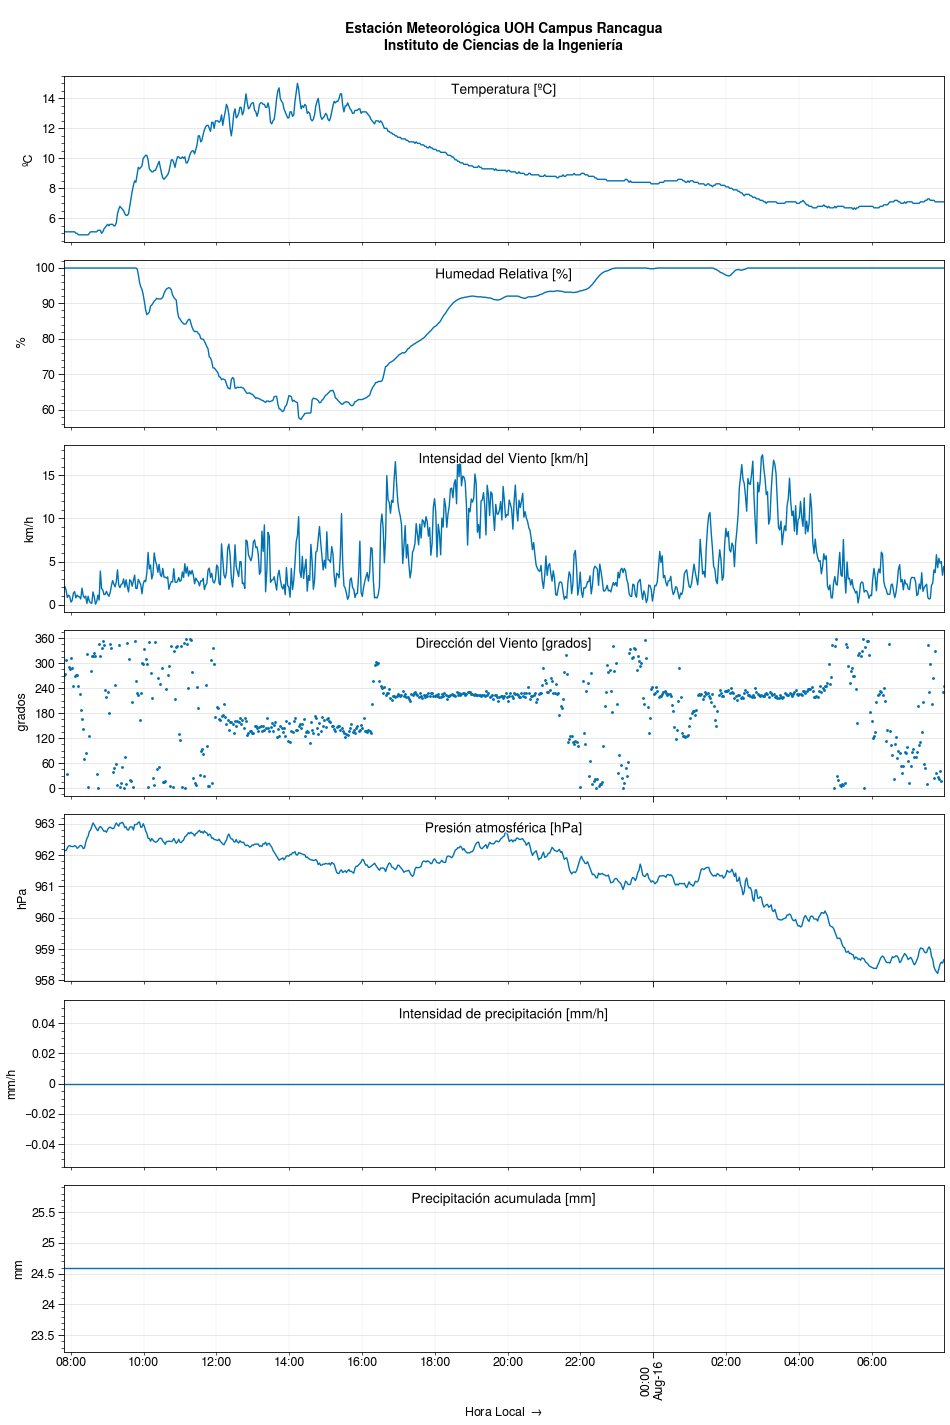 Estación Meteorológica UOH Campus Rancagua
Instituto de Ciencias de la Ingeniería
Temperatura [ºC]
ºC
14
12
10
8
6
Humedad Relativa [%]
%
100
90
80
70
60
Intensidad del Viento [km/h]
km/h
15
10
5
0
Dirección del Viento [grados]
grados
360
300
240
180
120
60
0
Presión atmosférica [hPa]
hPa
963
962
961
960
959
958
Intensidad de precipitación [mm/h]
mm/h
0.04
0.02
0
−0.02
−0.04
Precipitación acumulada [mm]
mm
25.5
25
24.5
24
23.5
08:00 10:00 12:00 14:00 16:00 18:00 20:00 22:00 00:00 02:00 04:00 06:00
Aug-16
Hora Local →